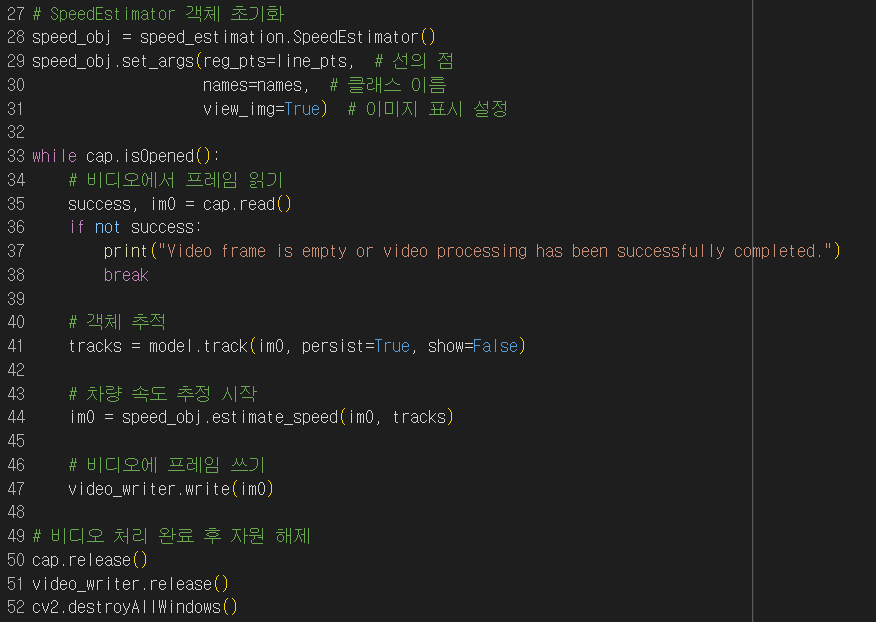 27 # SpeedEstimator 객체 초기화
28 speed_obj = speed_estimation.SpeedEstimator()
29 speed_obj.set_args(reg_pts=line_pts,  # 선의 점
30                    names=names,  # 클래스 이름
31                    view_img=True)  # 이미지 표시 설정
32
33 while cap.isOpened():
34     # 비디오에서 프레임 읽기
35     success, im0 = cap.read()
36     if not success:
37         print("Video frame is empty or video processing has been successfully completed.")
38         break
39
40     # 객체 추적
41     tracks = model.track(im0, persist=True, show=False)
42
43     # 차량 속도 추정 시작
44     im0 = speed_obj.estimate_speed(im0, tracks)
45
46     # 비디오에 프레임 쓰기
47     video_writer.write(im0)
48
49 # 비디오 처리 완료 후 자원 해제
50 cap.release()
51 video_writer.release()
52 cv2.destroyAllWindows()